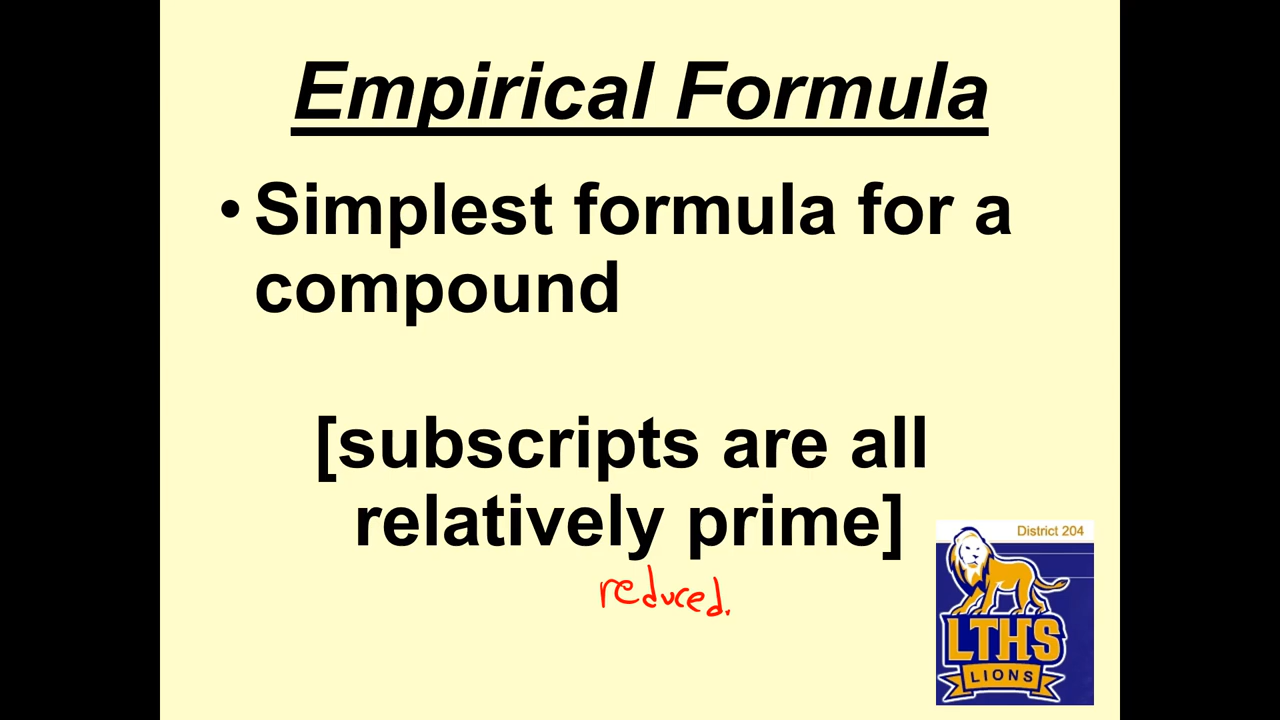 Empirical Formula
• Simplest formula for a
compound
[subscripts are all
relatively prime]
reduced.
District 204
LTHS
LIONS